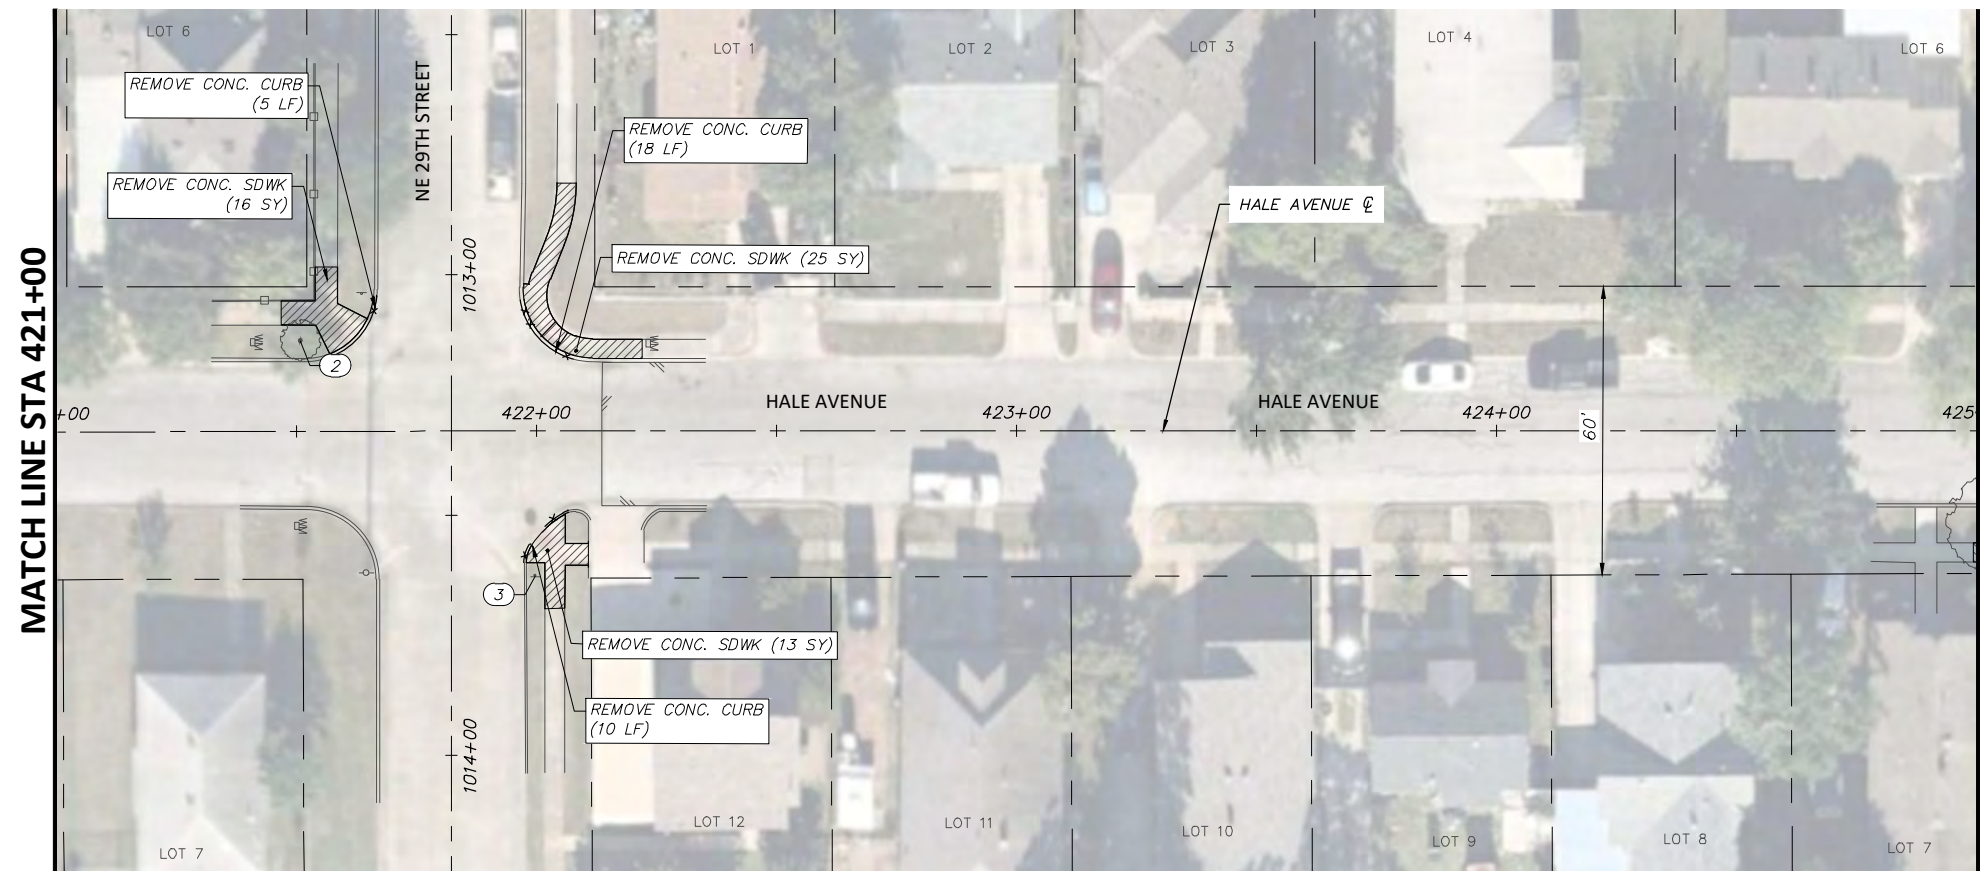 MATCH LINE STA 421+00
LOT 6
LOT 1
LOT 2
LOT 3
LOT 4
LOT 6
REMOVE CONC. CURB
(5 LF)
NE 29TH STREET
REMOVE CONC. CURB
(18 LF)
REMOVE CONC. SDWK
(16 SY)
HALE AVENUE ℄
REMOVE CONC. SDWK (25 SY)
1013+00
WM
WM
2
HALE AVENUE
HALE AVENUE
+00
422+00
423+00
424+00
425
60'
WM
3
REMOVE CONC. SDWK (13 SY)
REMOVE CONC. CURB
(10 LF)
1014+00
LOT 7
LOT 12
LOT 11
LOT 10
LOT 9
LOT 8
LOT 7